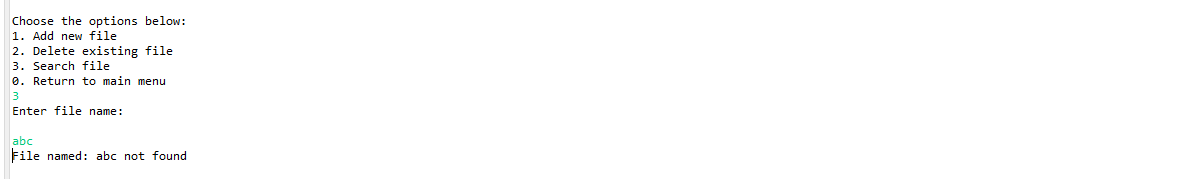 Choose the options below:
1. Add new file
2. Delete existing file
3. Search file
0. Return to main menu
3
Enter file name:
abc
File named: abc not found